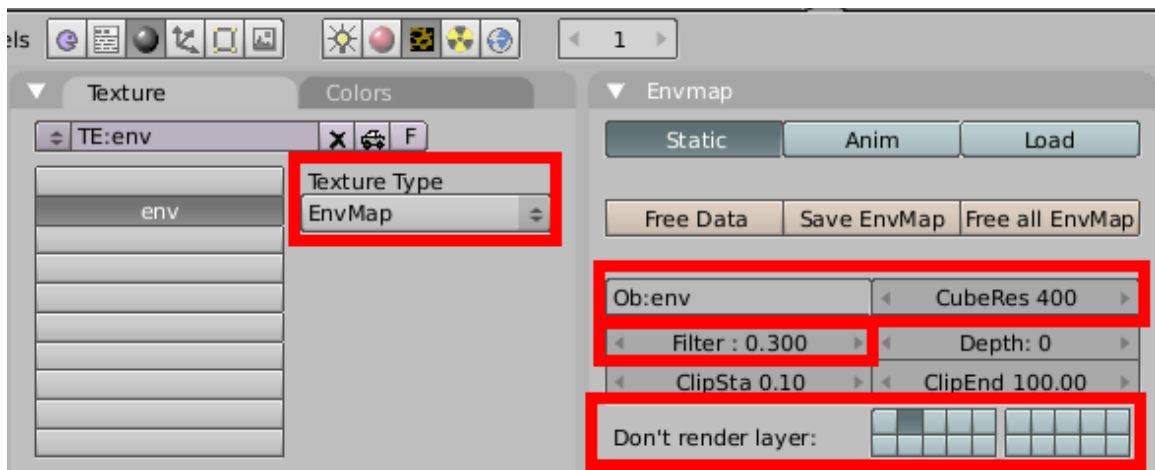 els
1
Texture
Colors
Envmap
TE:env
F
Static
Anim
Load
Texture Type
env
EnvMap
Free Data
Save EnvMap
Free all EnvMap
Ob:env
CubeRes 400
Filter : 0.300
Depth: 0
ClipSta 0.10
ClipEnd 100.00
Don't render layer: